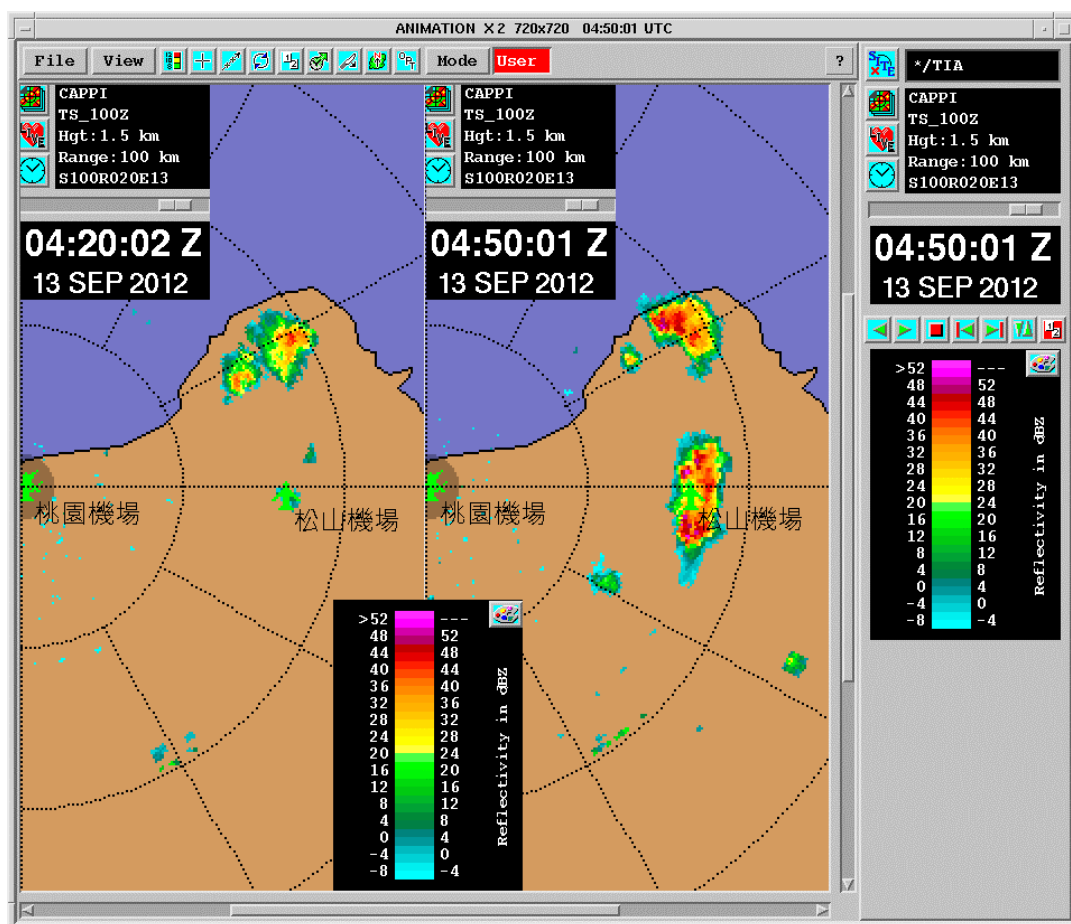 ANIMATION X2 720x720 04:50:01 UTC
File View Mode User ?
CAPPI
TS_100Z
Hgt:1.5 km
Range:100 km
S100R020E13
04:20:02 Z
13 SEP 2012
桃園機場
松山機場
CAPPI
TS_100Z
Hgt:1.5 km
Range:100 km
S100R020E13
04:50:01 Z
13 SEP 2012
桃園機場
松山機場
>52 ---
48 52
44 48
40 44
36 40
32 36
28 32
24 28
20 24
16 20
12 16
8 12
4 8
0 4
-4 0
-8 -4
Reflectivity in dBZ
SITE
*/TIA
CAPPI
TS_100Z
Hgt:1.5 km
Range:100 km
S100R020E13
04:50:01 Z
13 SEP 2012
>52 ---
48 52
44 48
40 44
36 40
32 36
28 32
24 28
20 24
16 20
12 16
8 12
4 8
0 4
-4 0
-8 -4
Reflectivity in dBZ